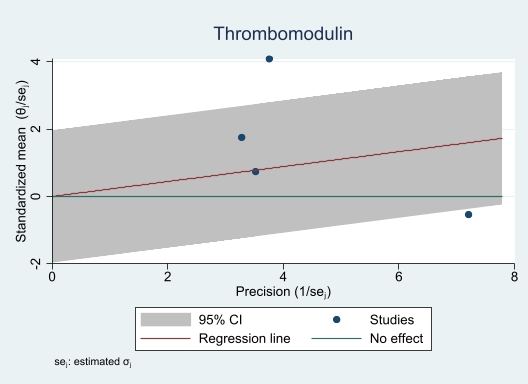 Thrombomodulin
Standardized mean (θⱼ/seⱼ)
4
2
0
-2
0 2 4 6 8
Precision (1/seⱼ)
95% CI Studies
Regression line No effect
seⱼ: estimated σⱼ